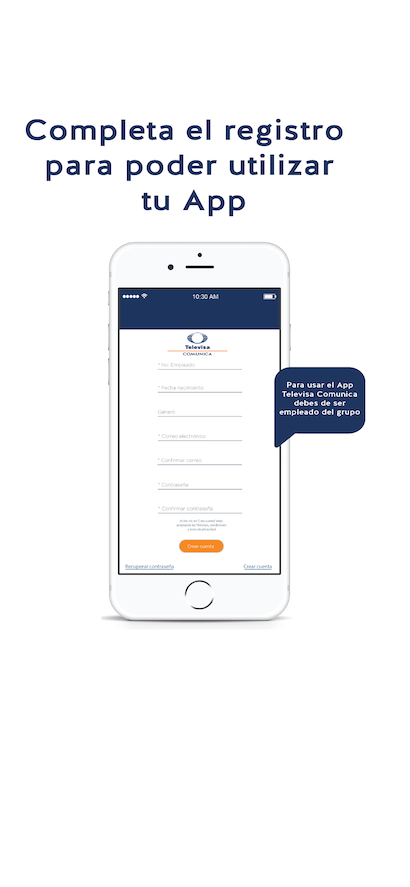 Completa el registro
para poder utilizar
tu App
10:30 AM
Televisa
COMUNICA
* No. Empleado
* Fecha nacimiento
Para usar el App
Televisa Comunica
debes de ser
empleado del grupo
Género
* Correo electrónico
* Confirmar correo
* Contraseña
* Confirmar contraseña
Crear cuenta
Recuperar contraseña
Crear cuenta